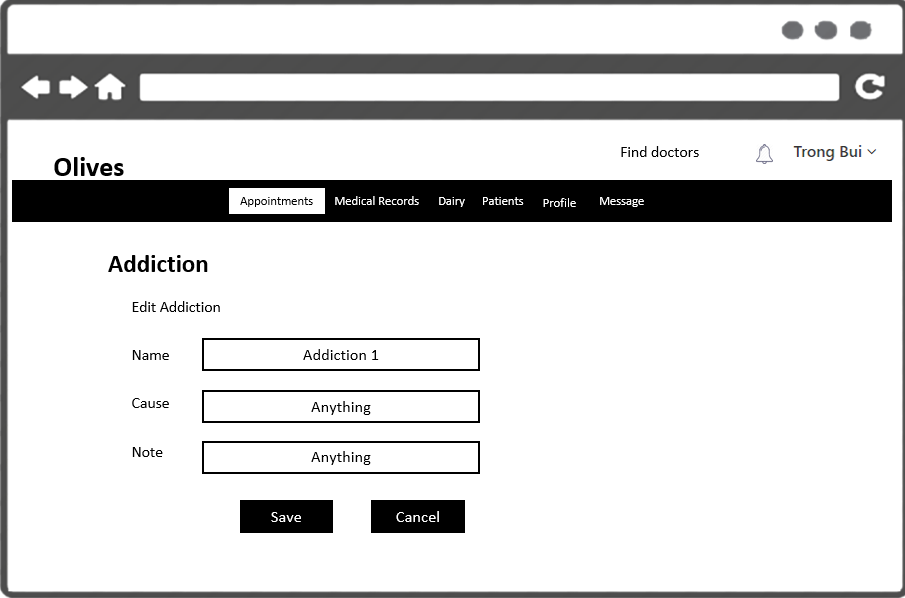 Find doctors
Trong Bui
Olives
Appointments Medical Records Dairy Patients Profile Message
Addiction
Edit Addiction
Name Addiction 1
Cause Anything
Note Anything
Save Cancel